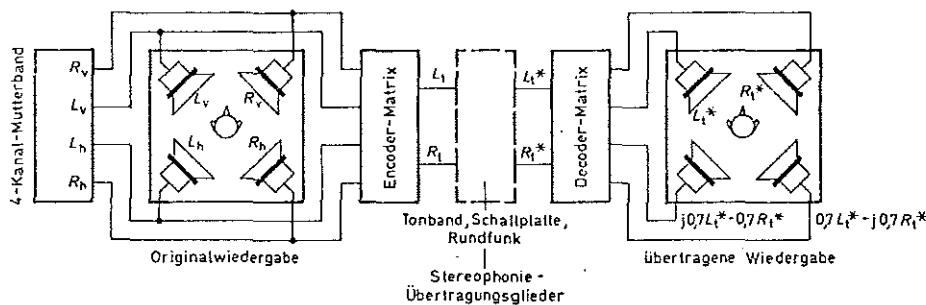 4-Kanal-Mutterband
R_v
L_v
L_h
R_h
L_v
R_v
L_h
R_h
Originalwiedergabe
Encoder-Matrix
L_t
R_t
Tonband, Schallplatte,
Rundfunk
Stereophonie-
Übertragungsglieder
L_t*
R_t*
Decoder-Matrix
L_t*
R_t*
j0,7L_t*-0,7R_t*
0,7L_t*-j0,7R_t*
übertragene Wiedergabe